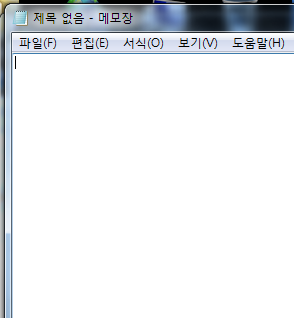 제목 없음 - 메모장
파일(F) 편집(E) 서식(O) 보기(V) 도움말(H)